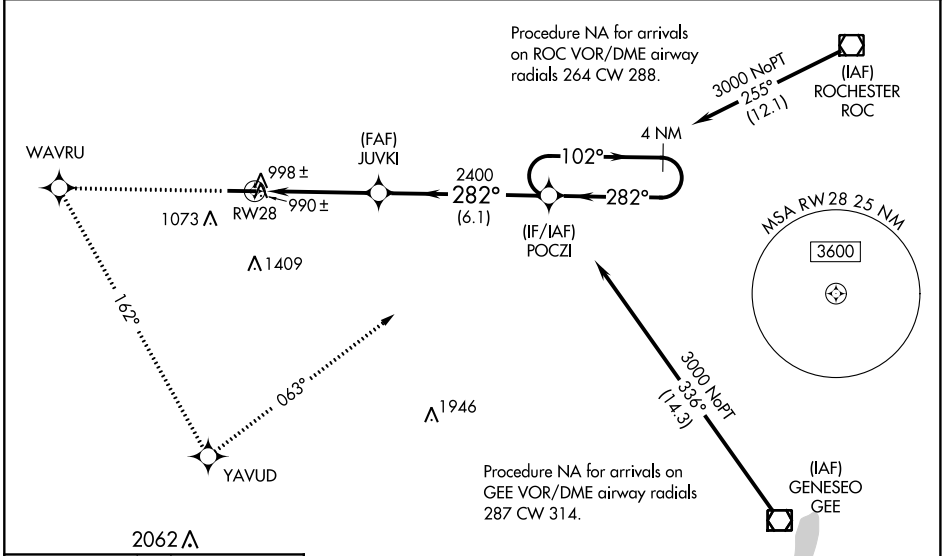 Procedure NA for arrivals
on ROC VOR/DME airway
radials 264 CW 288.
(IAF)
ROCHESTER
ROC
3000 NoPT
255°
(12.1)
4 NM
(FAF)
JUVKI
WAVRU
998 ±
990 ±
RW28
1073
1409
2400
282°
(6.1)
102°
282°
(IF/IAF)
POCZI
MSA RW 28 25 NM
3600
162°
063°
YAVUD
1946
3000 NoPT
336°
(14.3)
Procedure NA for arrivals on
GEE VOR/DME airway radials
287 CW 314.
(IAF)
GENESEO
GEE
2062